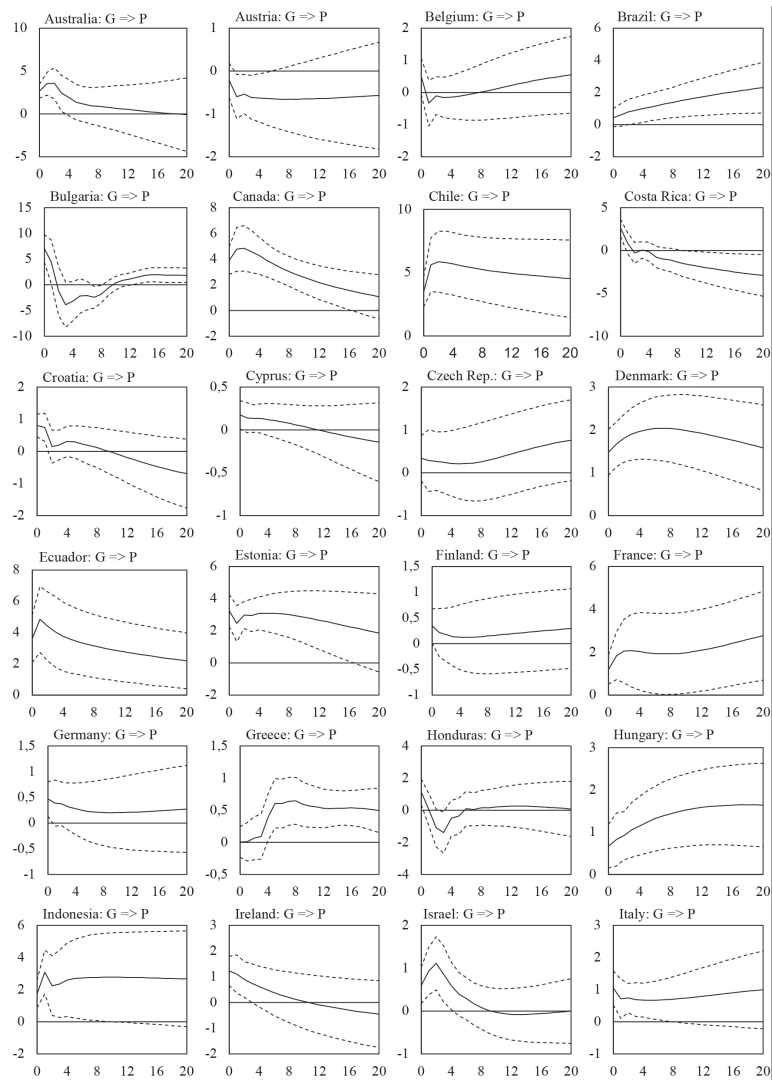 Australia: G => P
10
5
0
-5
0 4 8 12 16 20
Austria: G => P
1
0
-1
-2
0 4 8 12 16 20
Belgium: G => P
2
1
0
-1
-2
0 4 8 12 16 20
Brazil: G => P
6
4
2
0
-2
0 4 8 12 16 20
Bulgaria: G => P
15
10
5
0
-5
-10
0 4 8 12 16 20
Canada: G => P
8
6
4
2
0
-2
0 4 8 12 16 20
Chile: G => P
10
5
0
0 4 8 12 16 20
Costa Rica: G => P
5
0
-5
-10
0 4 8 12 16 20
Croatia: G => P
2
1
0
-1
-2
0 4 8 12 16 20
Cyprus: G => P
0,5
0
-0,5
-1
0 4 8 12 16 20
Czech Rep.: G => P
2
1
0
-1
0 4 8 12 16 20
Denmark: G => P
3
2
1
0
0 4 8 12 16 20
Ecuador: G => P
8
6
4
2
0
0 4 8 12 16 20
Estonia: G => P
6
4
2
0
-2
0 4 8 12 16 20
Finland: G => P
1,5
1
0,5
0
-0,5
-1
0 4 8 12 16 20
France: G => P
6
4
2
0
0 4 8 12 16 20
Germany: G => P
1,5
1
0,5
0
-0,5
-1
0 4 8 12 16 20
Greece: G => P
1,5
1
0,5
0
-0,5
0 4 8 12 16 20
Honduras: G => P
4
2
0
-2
-4
0 4 8 12 16 20
Hungary: G => P
3
2
1
0
0 4 8 12 16 20
Indonesia: G => P
6
4
2
0
-2
0 4 8 12 16 20
Ireland: G => P
3
2
1
0
-1
-2
0 4 8 12 16 20
Israel: G => P
2
1
0
-1
0 4 8 12 16 20
Italy: G => P
3
2
1
0
-1
0 4 8 12 16 20